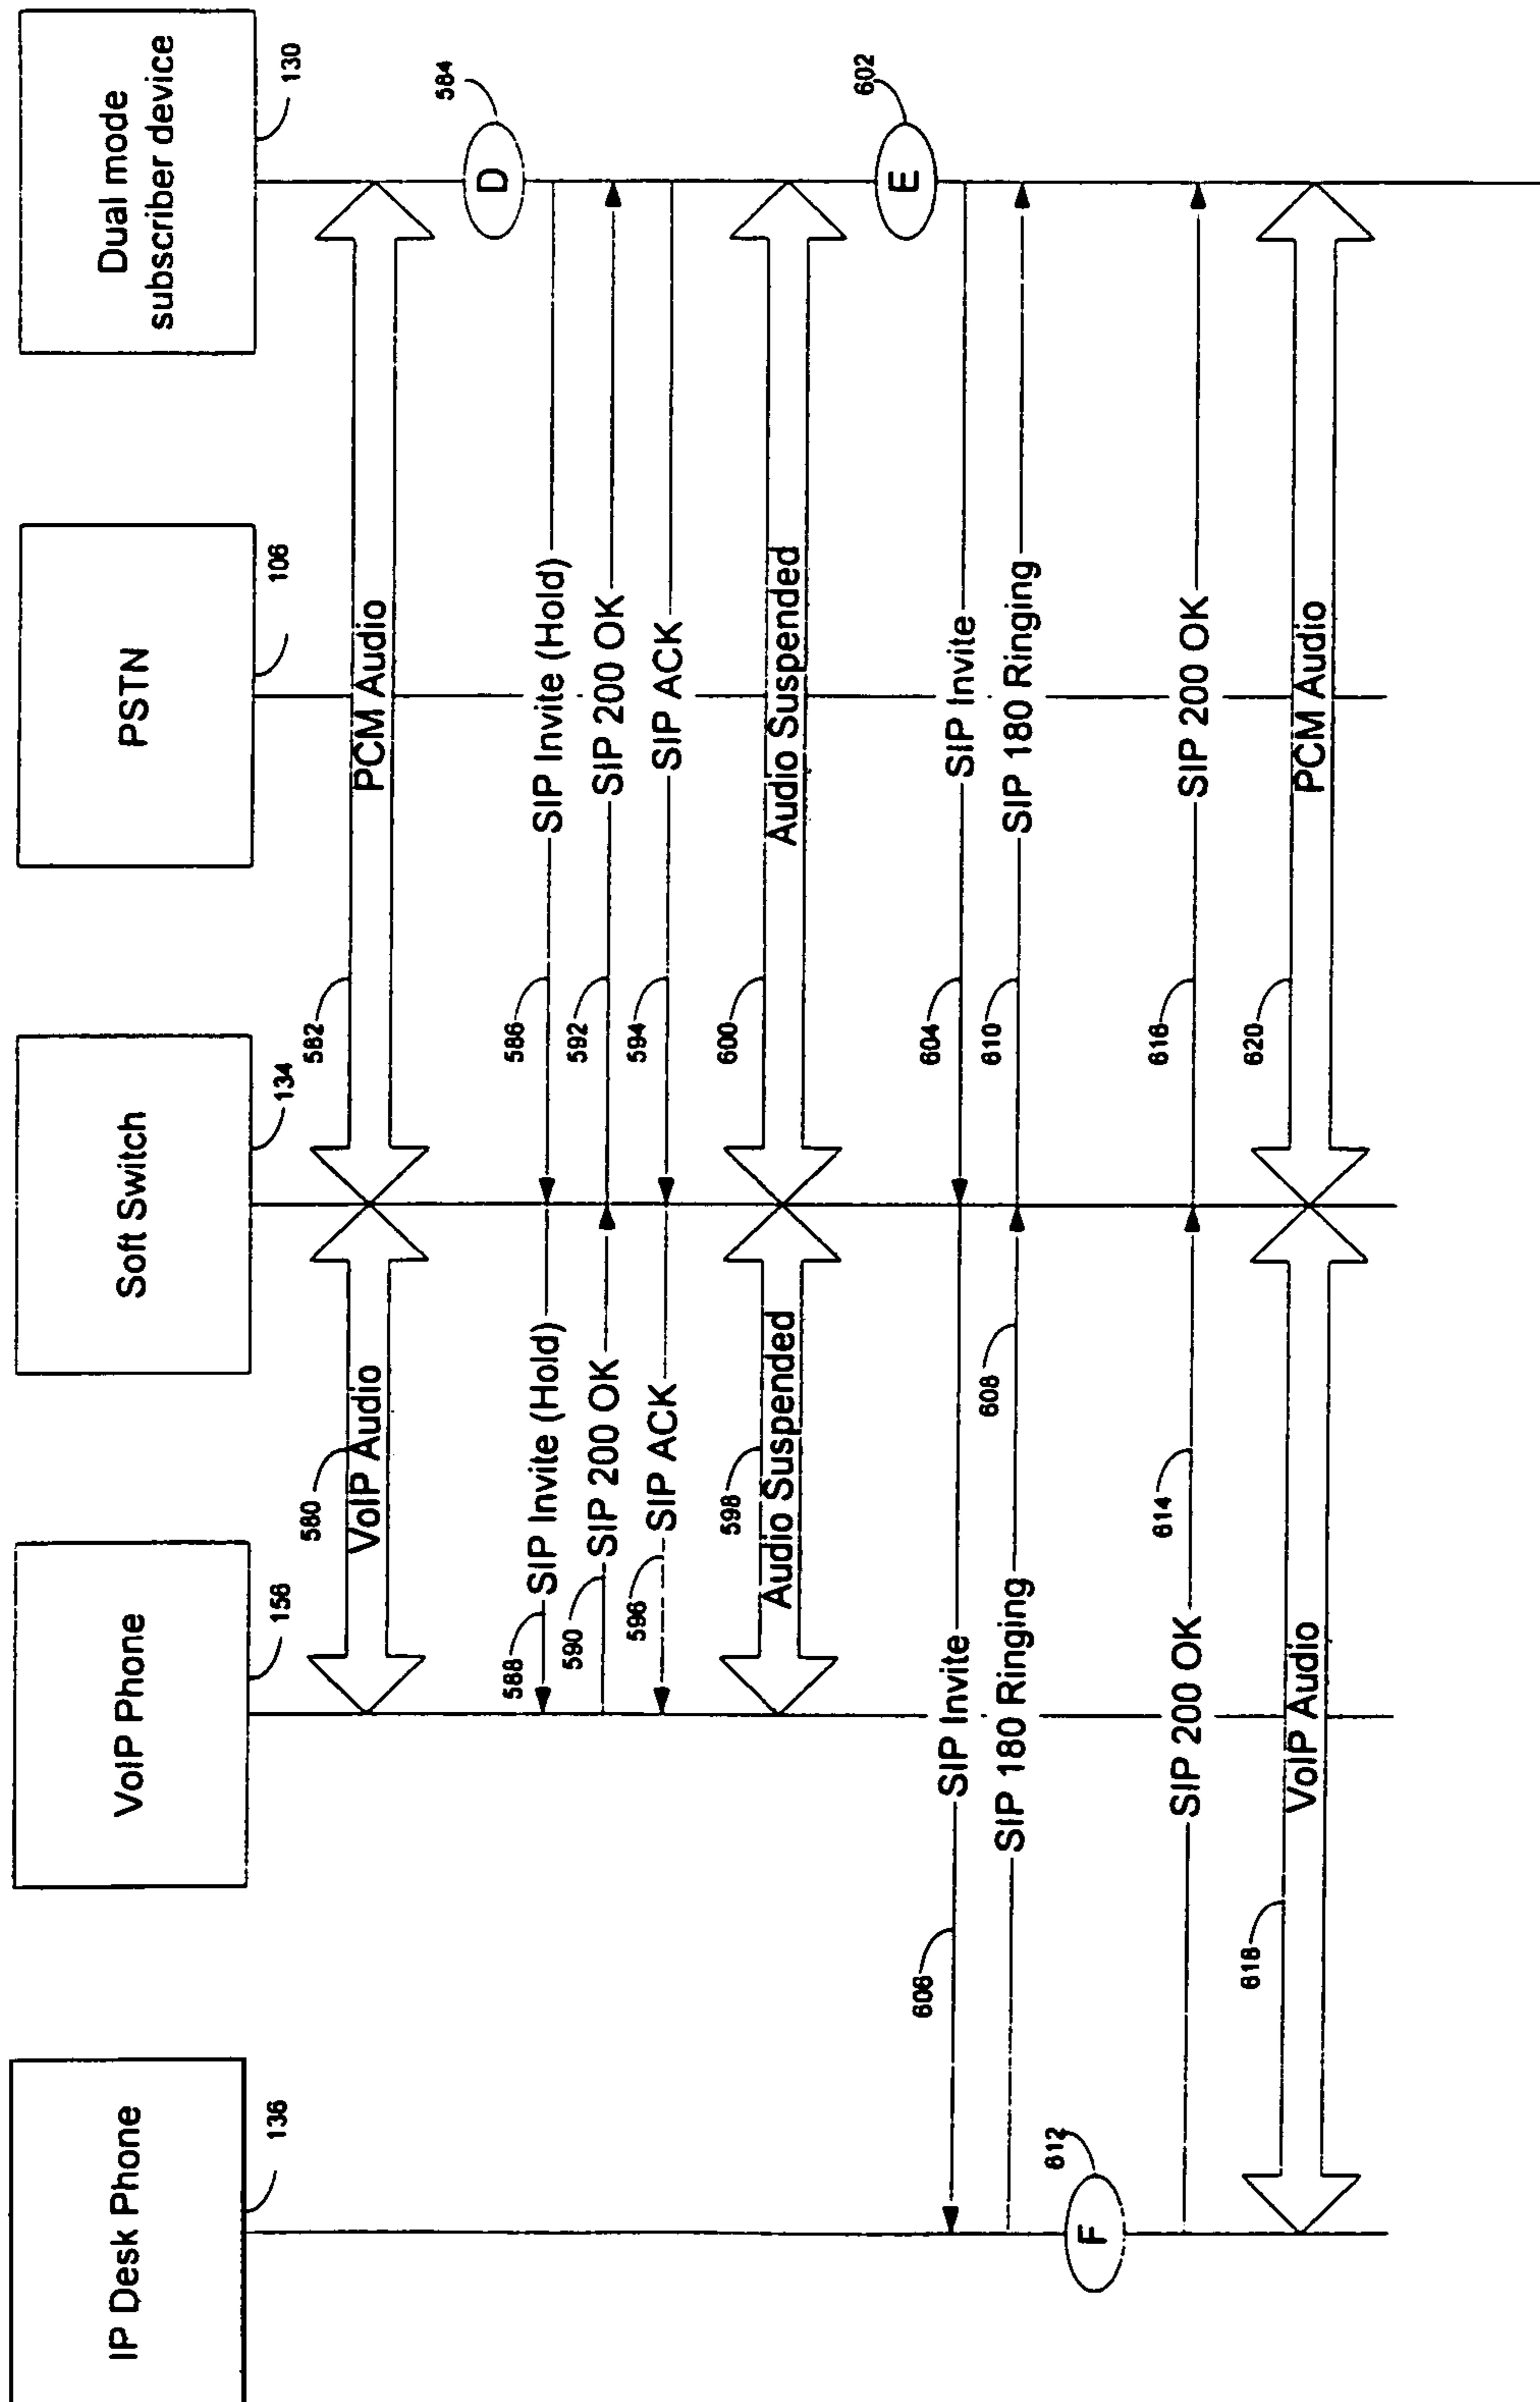 IP Desk Phone
136
VoIP Phone
156
Soft Switch
134
PSTN
106
Dual mode
subscriber device
130
580
VoIP Audio
582
PCM Audio
D
584
588
SIP Invite (Hold)
586
SIP Invite (Hold)
590
SIP 200 OK
592
SIP 200 OK
596
SIP ACK
594
SIP ACK
598
Audio Suspended
600
Audio Suspended
E
602
606
SIP Invite
604
SIP Invite
SIP 180 Ringing
608
610
SIP 180 Ringing
F
612
SIP 200 OK
614
616
SIP 200 OK
618
VoIP Audio
620
PCM Audio